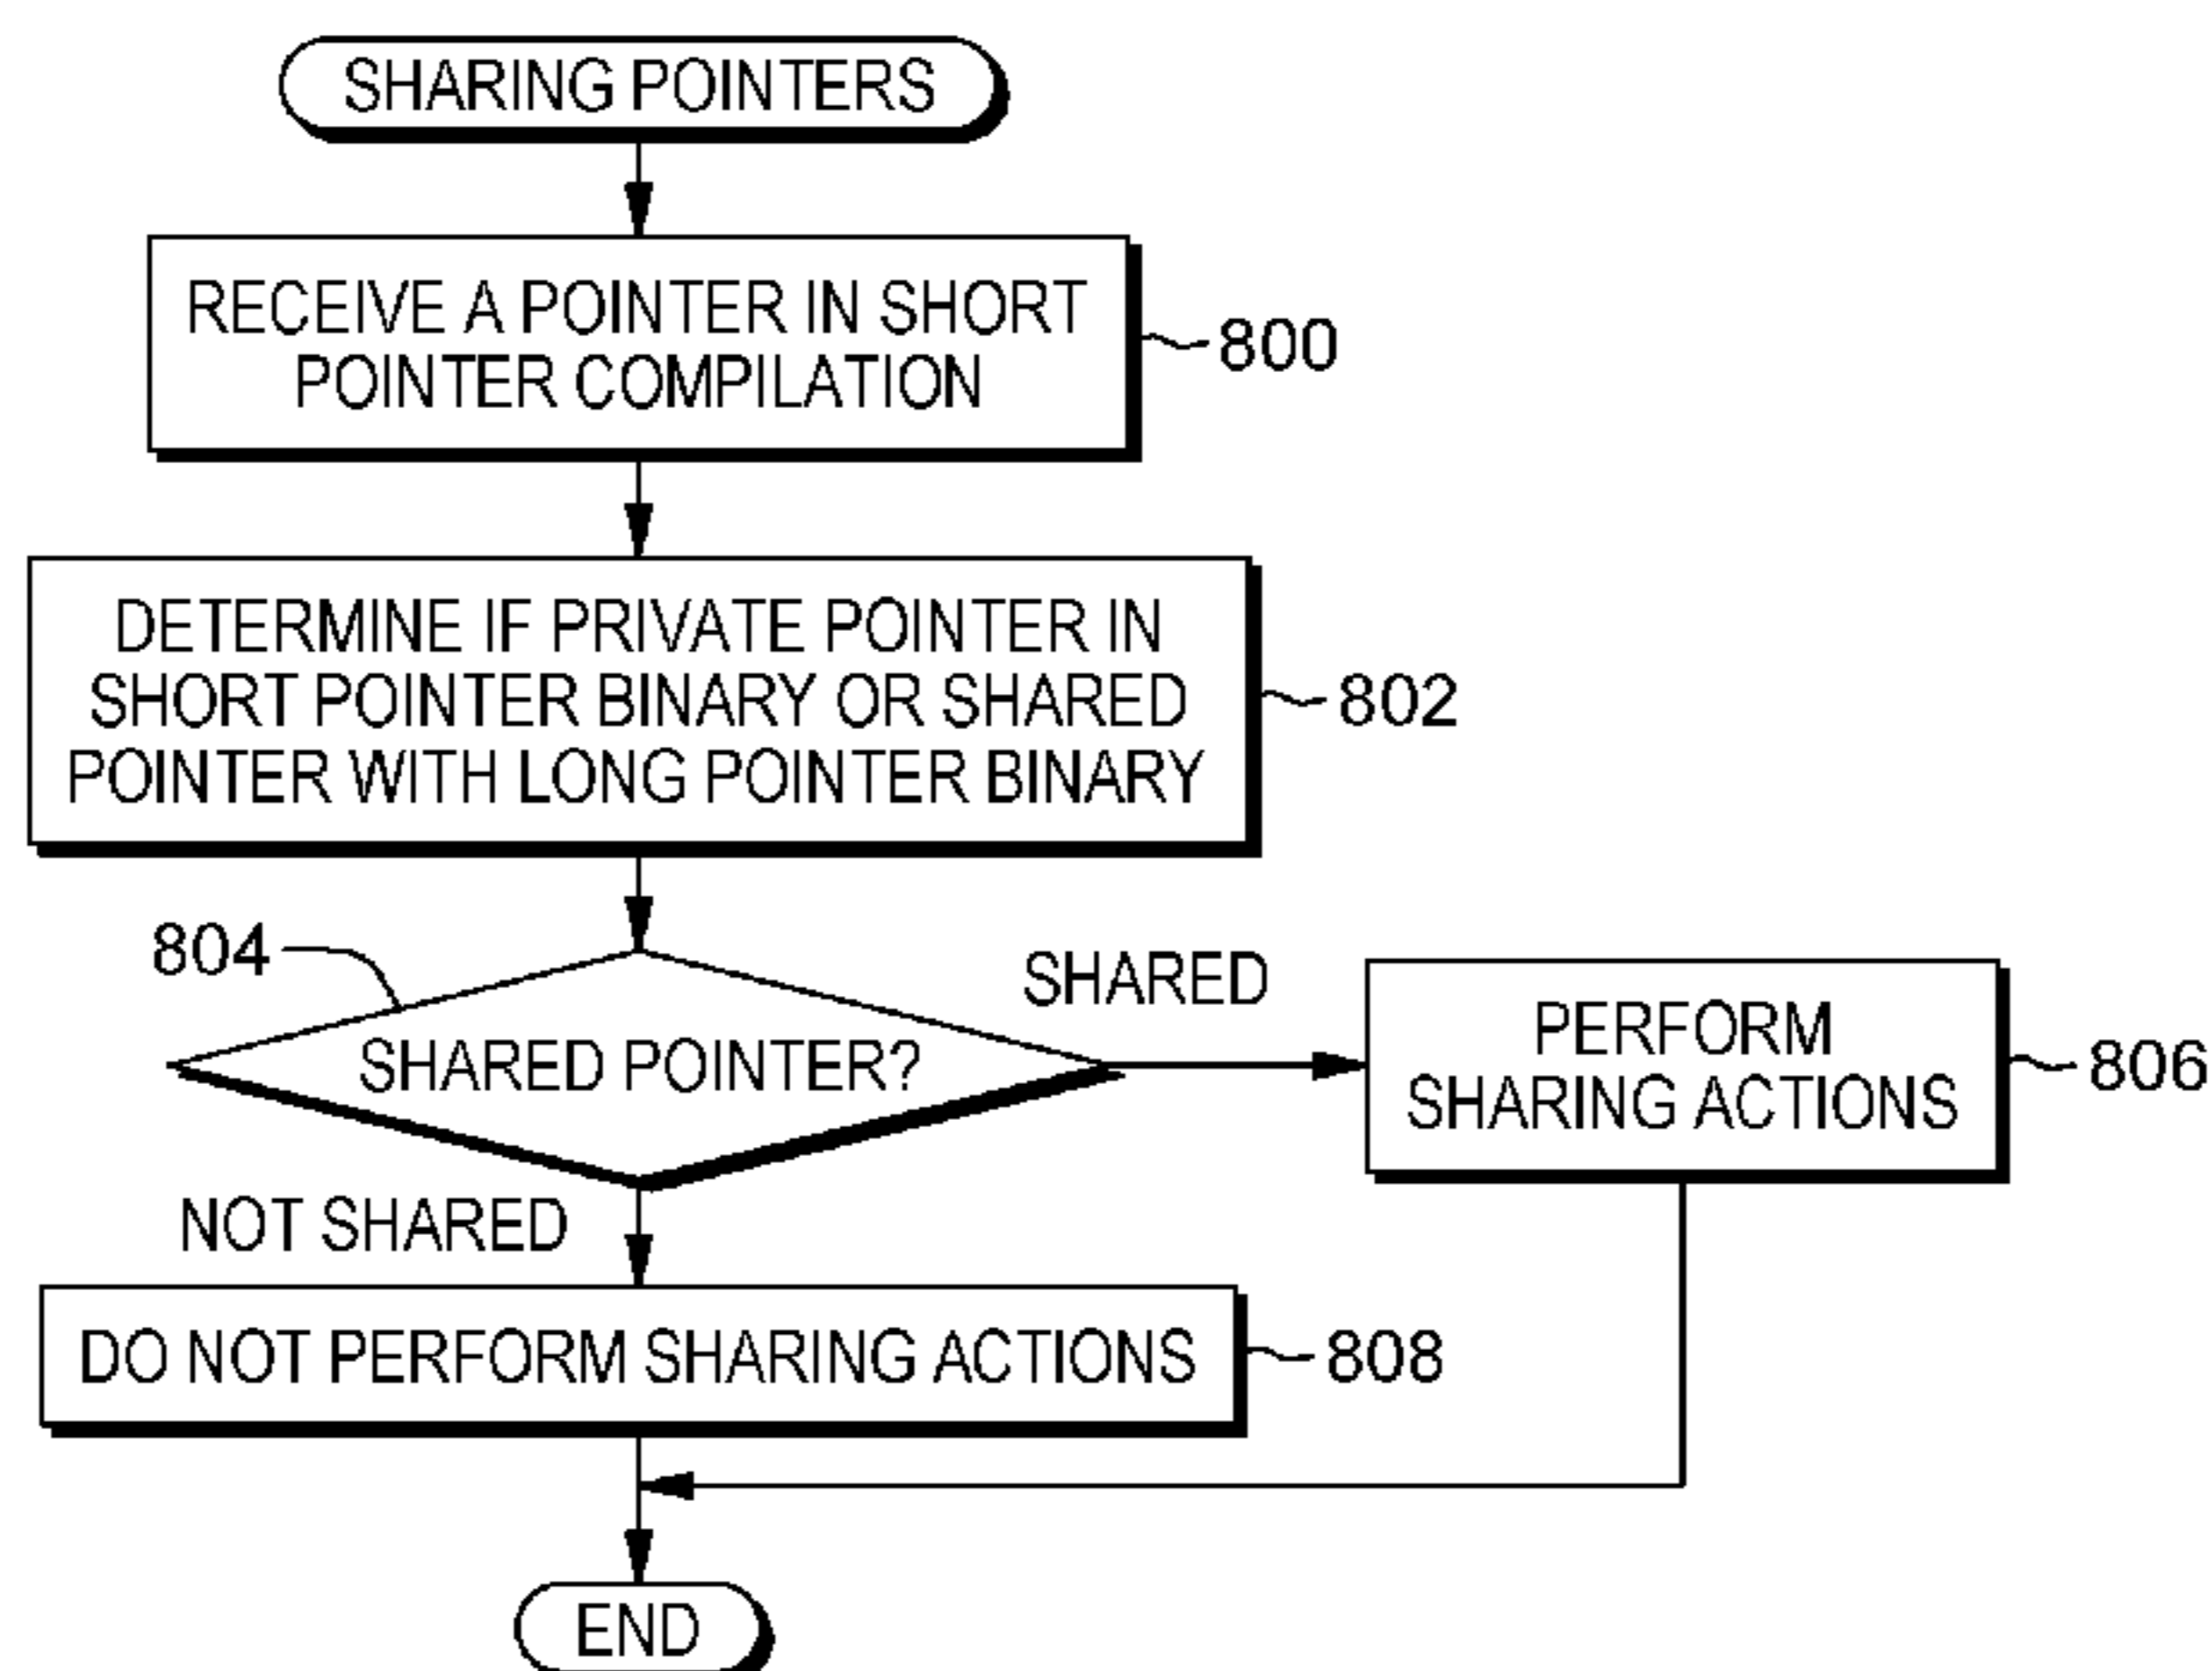 SHARING POINTERS
RECEIVE A POINTER IN SHORT
POINTER COMPILATION
800
DETERMINE IF PRIVATE POINTER IN
SHORT POINTER BINARY OR SHARED
POINTER WITH LONG POINTER BINARY
802
804
SHARED POINTER?
SHARED
PERFORM
SHARING ACTIONS
806
NOT SHARED
DO NOT PERFORM SHARING ACTIONS
808
END